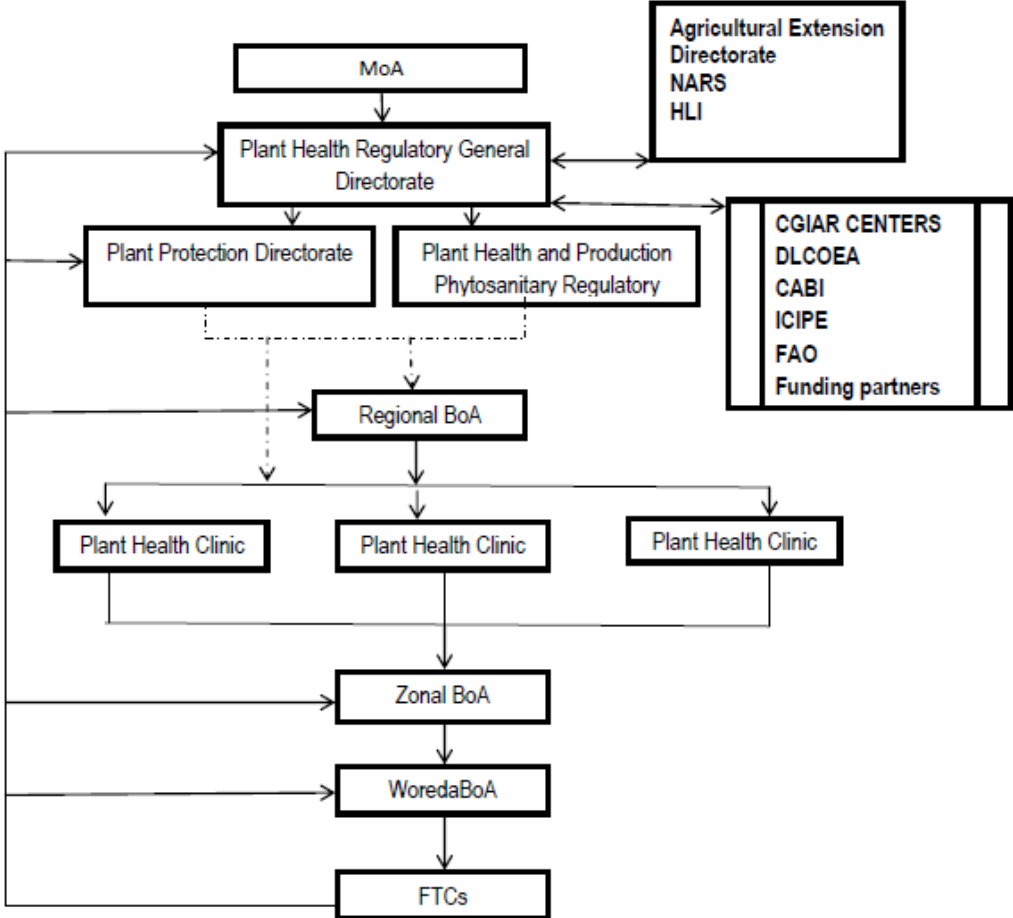 MoA
Agricultural Extension
Directorate
NARS
HLI
Plant Health Regulatory General
Directorate
CGIAR CENTERS
DLCOEA
CABI
ICIPE
FAO
Funding partners
Plant Protection Directorate
Plant Health and Production
Phytosanitary Regulatory
Regional BoA
Plant Health Clinic
Plant Health Clinic
Plant Health Clinic
Zonal BoA
WoredaBoA
FTCs